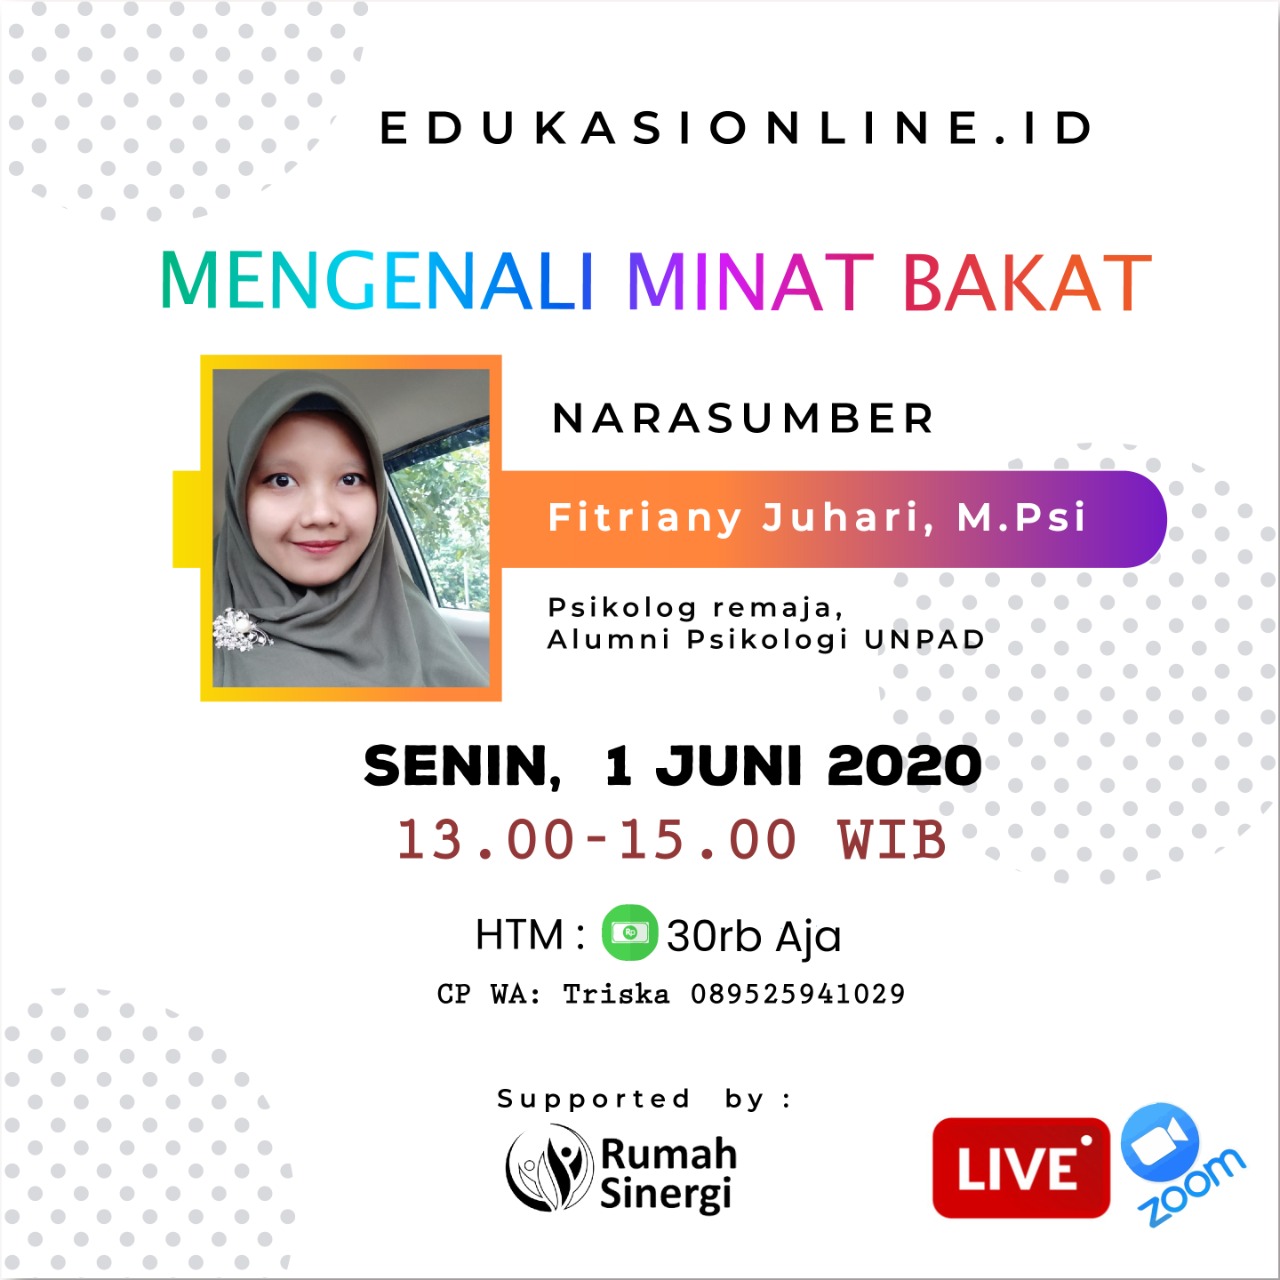 EDUKASIONLINE.ID
MENGENALI MINAT BAKAT
NARASUMBER
Fitriany Juhari, M.Psi
Psikolog remaja,
Alumni Psikologi UNPAD
SENIN, 1 JUNI 2020
13.00-15.00 WIB
HTM : Rp 30rb Aja
CP WA: Triska 089525941029
Supported by :
Rumah
Sinergi
LIVE
zoom